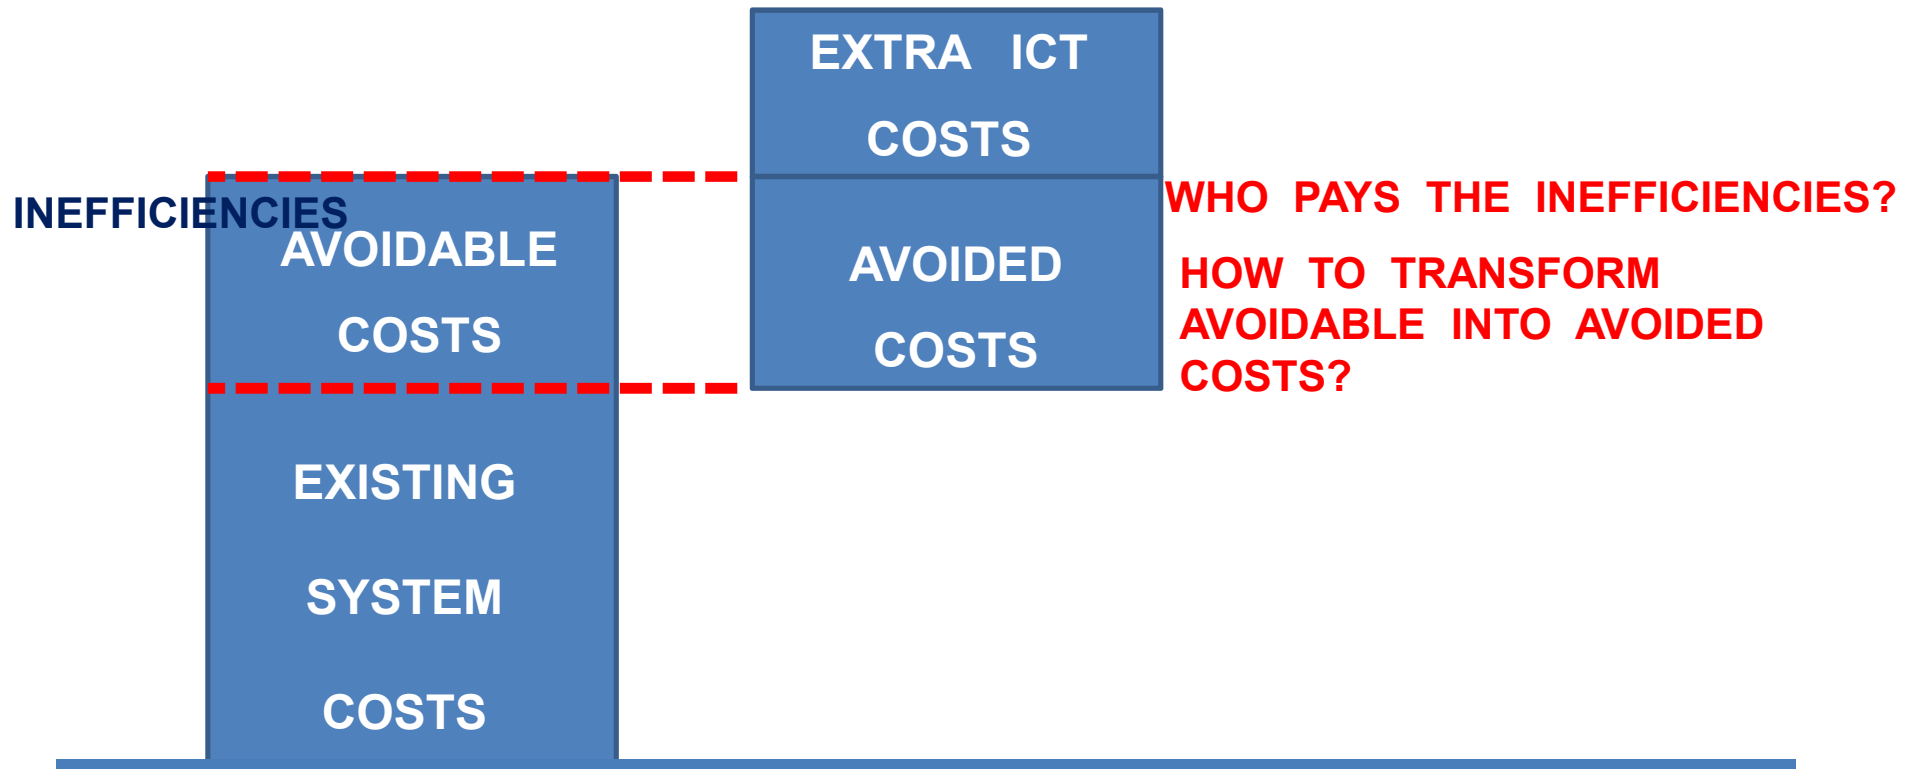 EXTRA ICT
COSTS
INEFFICIENCIES
AVOIDABLE
COSTS
EXISTING
SYSTEM
COSTS
AVOIDED
COSTS
WHO PAYS THE INEFFICIENCIES?
HOW TO TRANSFORM
AVOIDABLE INTO AVOIDED
COSTS?